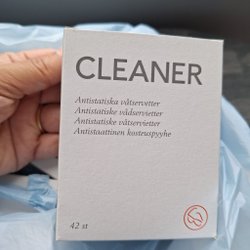 CLEANER
Antistatiska våtservetter
Antistatiske vådservietter
Antistatiske våtservietter
Antistaattinen kosteuspyyhe
42 st